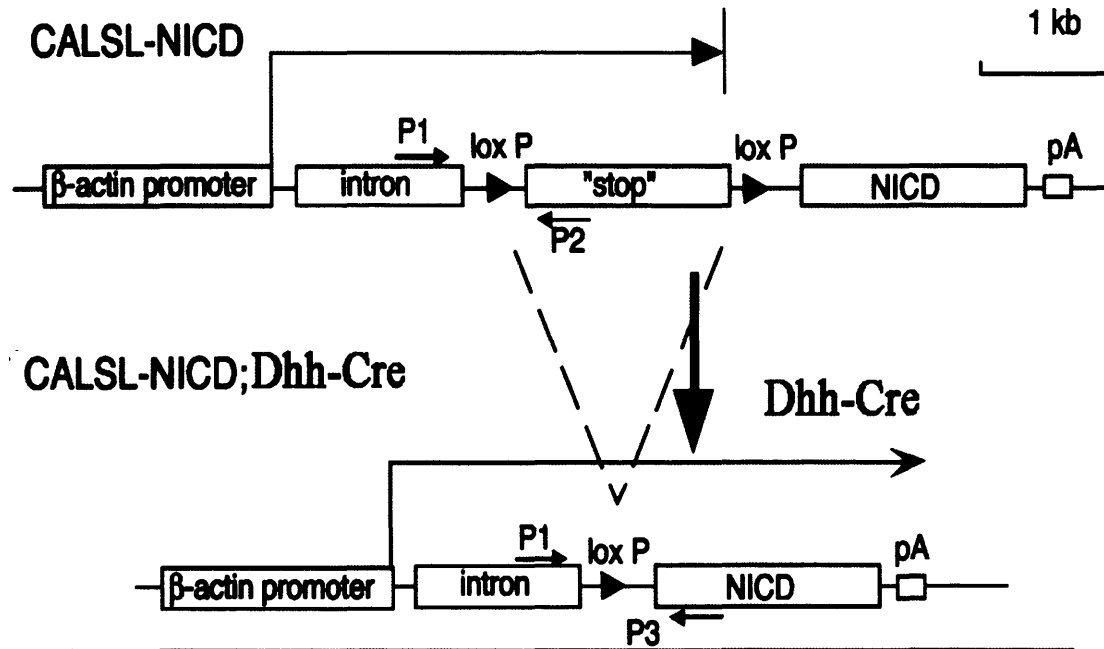 CALSL-NICD
1 kb
P1
lox P
lox P
pA
β-actin promoter
intron
"stop"
NICD
P2
CALSL-NICD;Dhh-Cre
Dhh-Cre
P1
lox P
pA
β-actin promoter
intron
NICD
P3